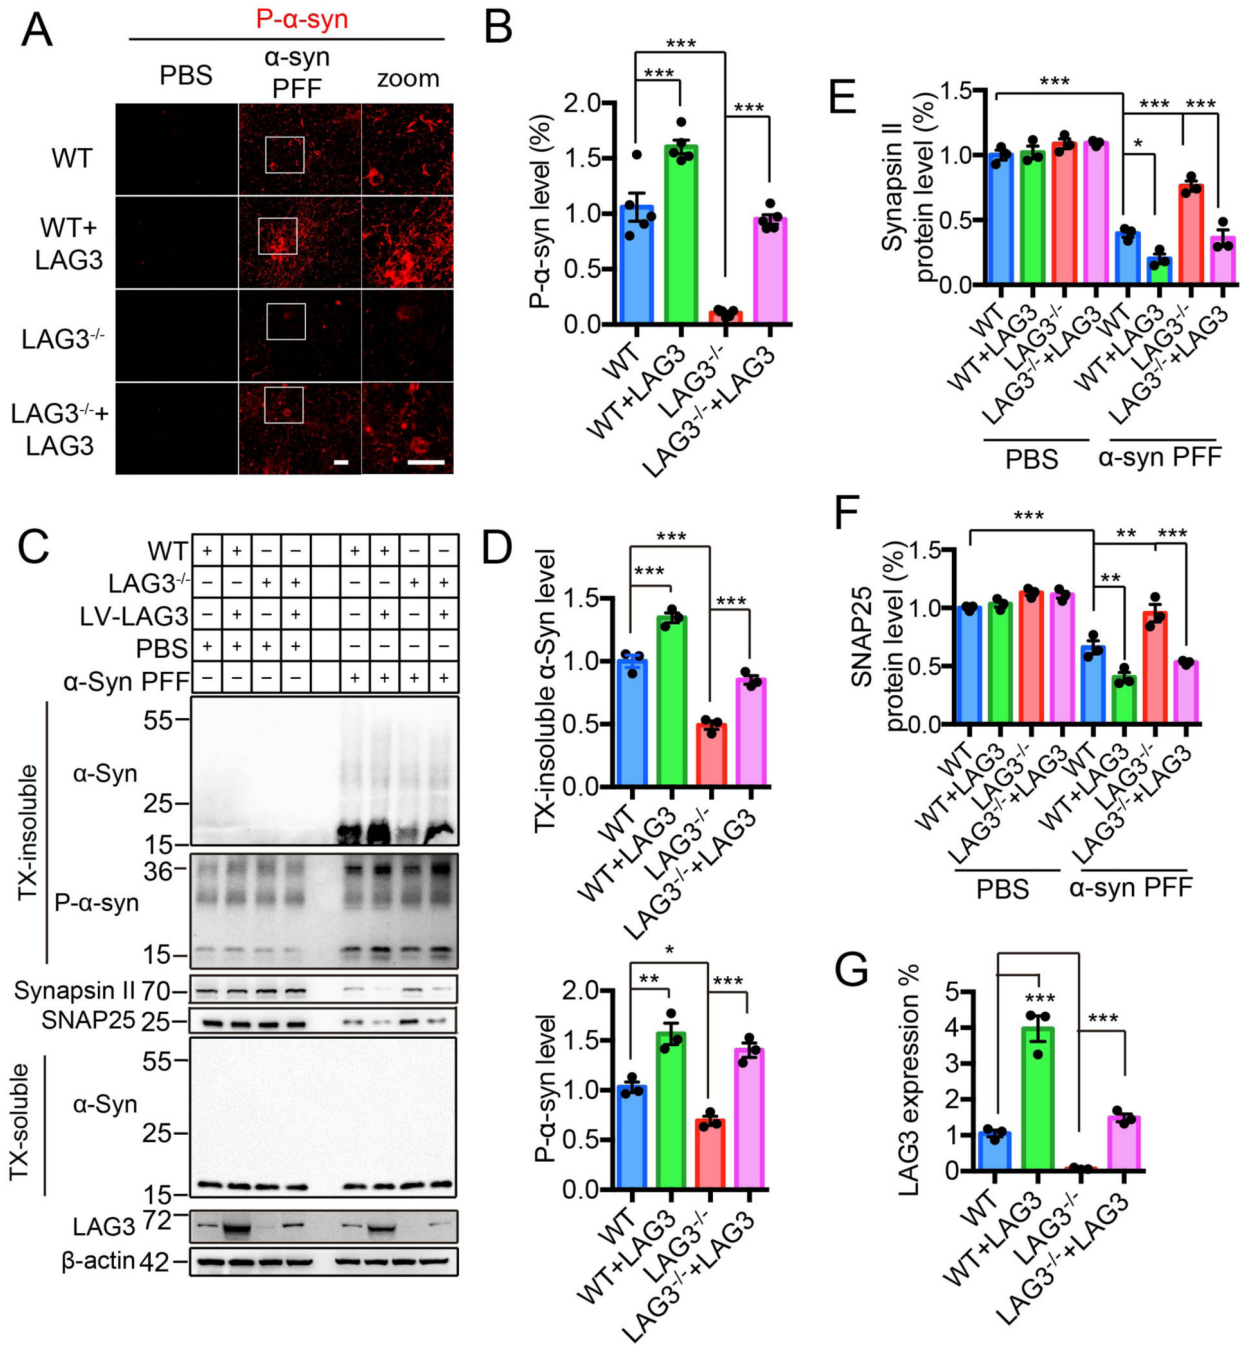 A
P-α-syn
PBS
α-syn
PFF
zoom
WT
WT+
LAG3
LAG3-/-
LAG3-/-+
LAG3
B
P-α-syn level (%)
2.0
1.5
1.0
0.5
0.0
***
***
***
WT
WT+LAG3
LAG3-/-
LAG3-/-+LAG3
C
WT + + − − + + − −
LAG3-/- − − + + − − + +
LV-LAG3 − + − + − + − +
PBS + + + + − − − −
α-Syn PFF − − − − + + + +
TX-insoluble
α-Syn
55
25
15
P-α-syn
36
15
Synapsin II 70
SNAP25 25
TX-soluble
α-Syn
55
25
15
LAG3 72
β-actin 42
D
TX-insoluble α-Syn level
1.5
1.0
0.5
0.0
***
***
***
WT
WT+LAG3
LAG3-/-
LAG3-/-+LAG3
P-α-syn level
2.0
1.5
1.0
0.5
0.0
*
**
***
WT
WT+LAG3
LAG3-/-
LAG3-/-+LAG3
E
Synapsin II
protein level (%)
1.5
1.0
0.5
0.0
***
***
***
*
WT
WT+LAG3
LAG3-/-
LAG3-/-+LAG3
WT
WT+LAG3
LAG3-/-
LAG3-/-+LAG3
PBS
α-syn PFF
F
SNAP25
protein level (%)
1.5
1.0
0.5
0.0
***
**
***
**
WT
WT+LAG3
LAG3-/-
LAG3-/-+LAG3
WT
WT+LAG3
LAG3-/-
LAG3-/-+LAG3
PBS
α-syn PFF
G
LAG3 expression %
5
4
3
2
1
0
***
***
WT
WT+LAG3
LAG3-/-
LAG3-/-+LAG3